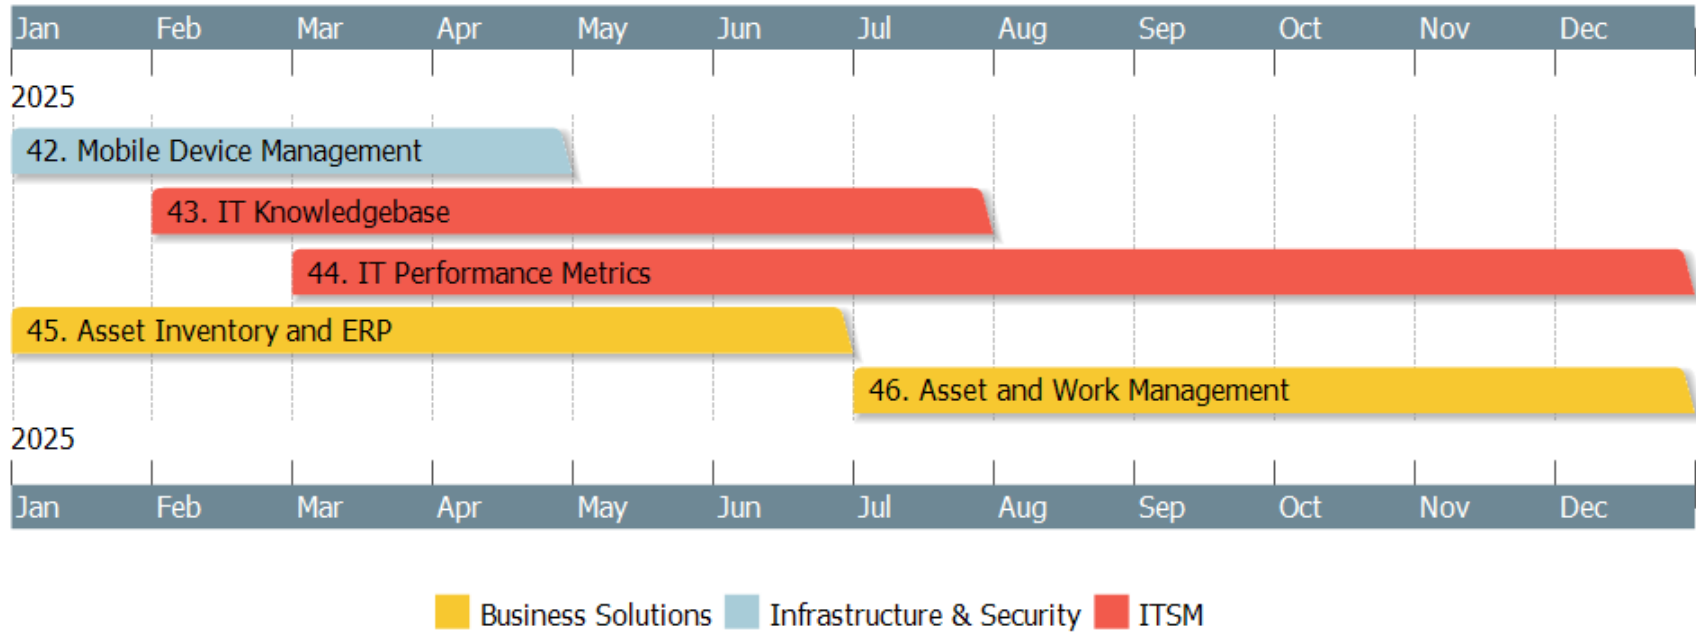 Jan Feb Mar Apr May Jun Jul Aug Sep Oct Nov Dec
2025
42. Mobile Device Management
43. IT Knowledgebase
44. IT Performance Metrics
45. Asset Inventory and ERP
46. Asset and Work Management
2025
Jan Feb Mar Apr May Jun Jul Aug Sep Oct Nov Dec
Business Solutions Infrastructure & Security ITSM